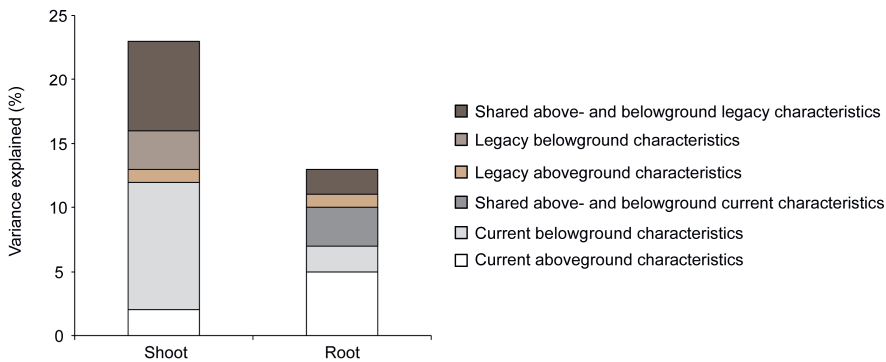 25
20
15
10
5
0
Variance explained (%)
Shoot
Root
Shared above- and belowground legacy characteristics
Legacy belowground characteristics
Legacy aboveground characteristics
Shared above- and belowground current characteristics
Current belowground characteristics
Current aboveground characteristics